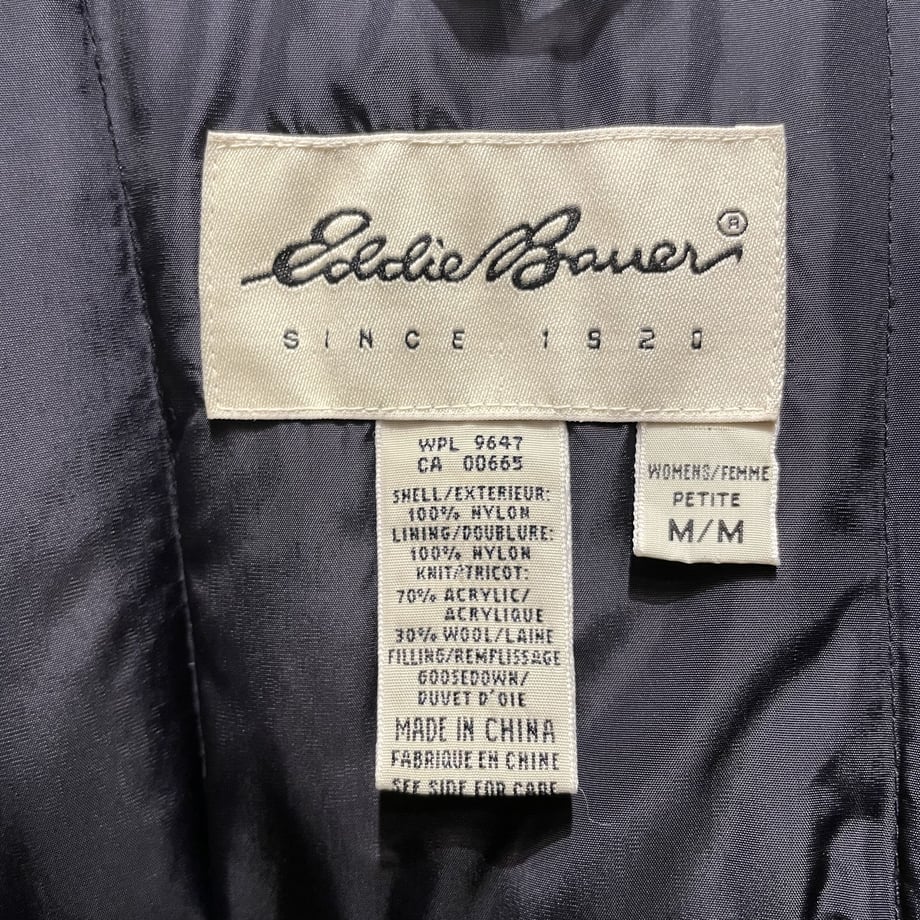 Eddie Bauer®
SINCE 1920
WPL 9647
CA 00665
SHELL/EXTERIEUR:
100% NYLON
LINING/DOUBLURE:
100% NYLON
KNIT/TRICOT:
70% ACRYLIC/
ACRYLIQUE
30% WOOL/LAINE
FILLING/REMPLISSAGE
GOOSEDOWN/
DUVET D'OIE
MADE IN CHINA
FABRIQUE EN CHINE
SEE SIDE FOR CARE
WOMENS/FEMME
PETITE
M/M